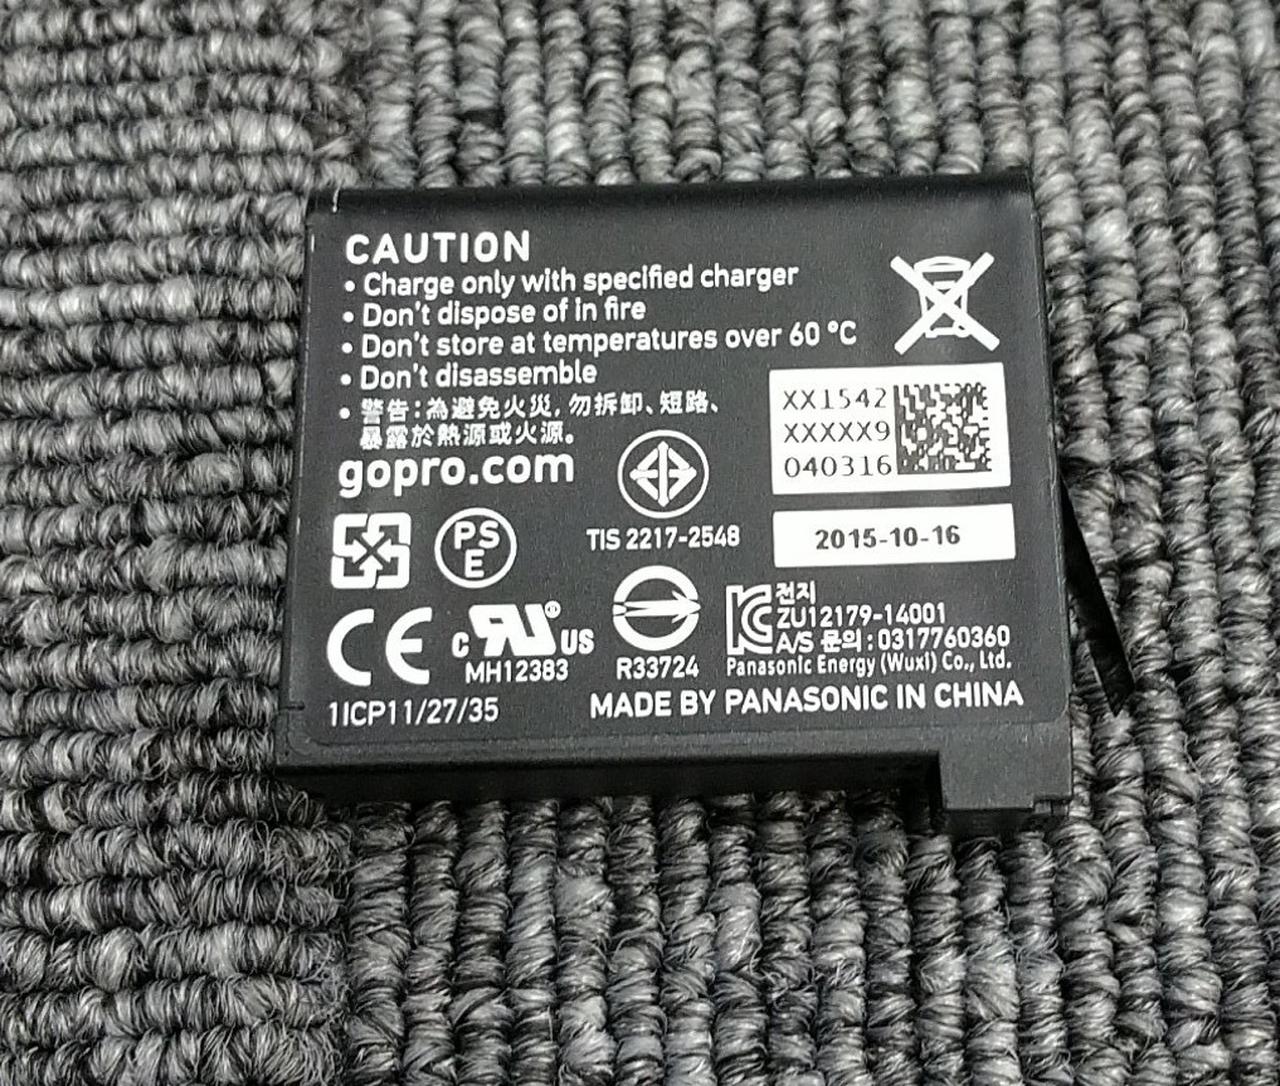 CAUTION
• Charge only with specified charger
• Don't dispose of in fire
• Don't store at temperatures over 60 °C
• Don't disassemble
• 警告：為避免火災, 勿拆卸、短路、
暴露於熱源或火源。
gopro.com
XX1542
XXXXX9
040316
TIS 2217-2548
2015-10-16
PS
E
전지
ZU12179-14001
A/S 문의 : 0317760360
Panasonic Energy (Wuxi) Co., Ltd.
CE
C RU® US
MH12383
R33724
1ICP11/27/35
MADE BY PANASONIC IN CHINA